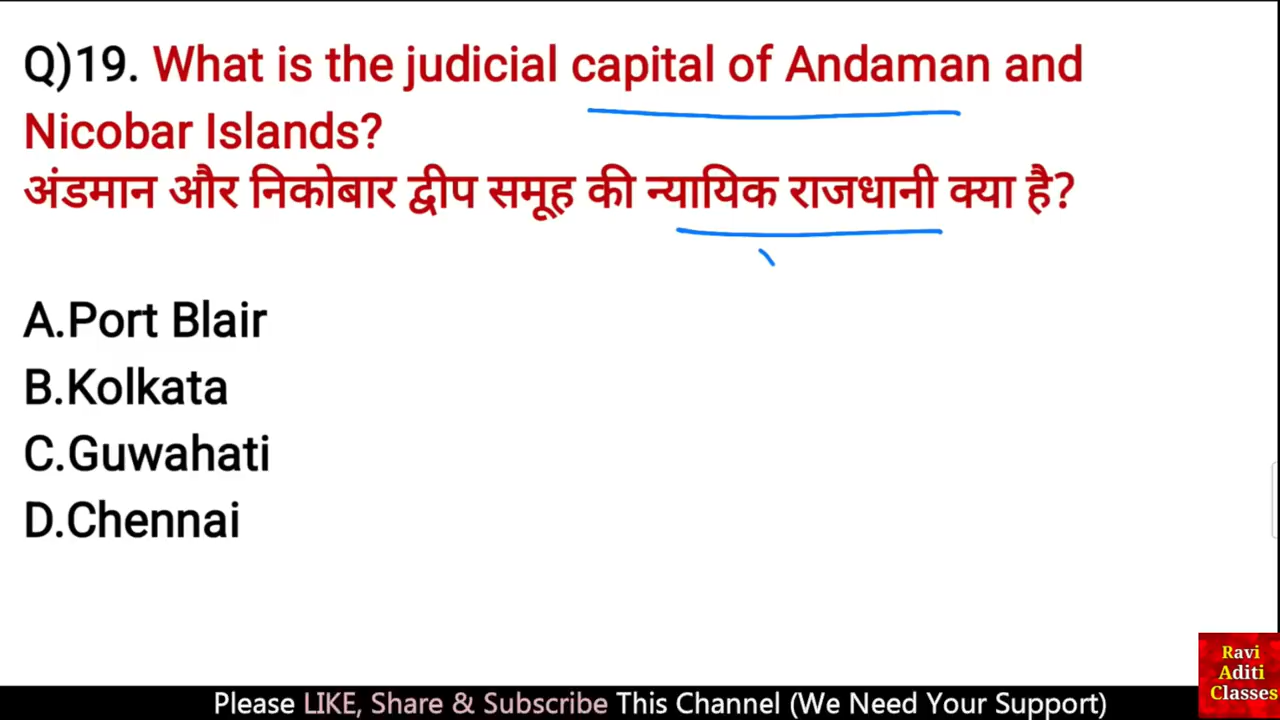 Q)19. What is the judicial capital of Andaman and
Nicobar Islands?
अंडमान और निकोबार द्वीप समूह की न्यायिक राजधानी क्या है?
A.Port Blair
B.Kolkata
C.Guwahati
D.Chennai
Ravi
Aditi
Classes
Please LIKE, Share & Subscribe This Channel (We Need Your Support)